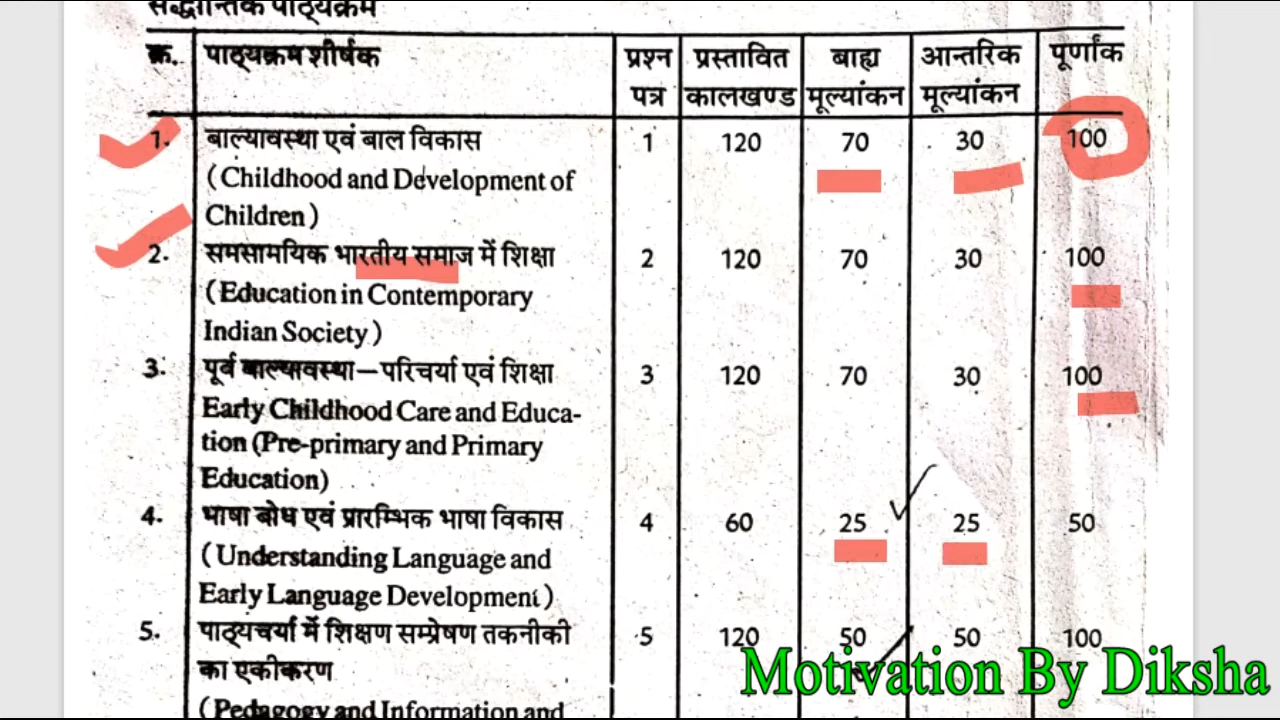 सैद्धान्तिक पाठ्यक्रम
क्र. पाठ्यक्रम शीर्षक प्रश्न पत्र प्रस्तावित कालखण्ड बाह्य मूल्यांकन आन्तरिक मूल्यांकन पूर्णांक
1. बाल्यावस्था एवं बाल विकास 1 120 70 30 100
(Childhood and Development of
Children)
2. समसामयिक भारतीय समाज में शिक्षा 2 120 70 30 100
(Education in Contemporary
Indian Society)
3. पूर्व बाल्यावस्था—परिचर्या एवं शिक्षा 3 120 70 30 100
Early Childhood Care and Educa-
tion (Pre-primary and Primary
Education)
4. भाषा बोध एवं प्रारम्भिक भाषा विकास 4 60 25 25 50
(Understanding Language and
Early Language Development)
5. पाठ्यचर्या में शिक्षण सम्प्रेषण तकनीकी 5 120 50 50 100
का एकीकरण
(Pedagogy and Information and
Motivation By Diksha